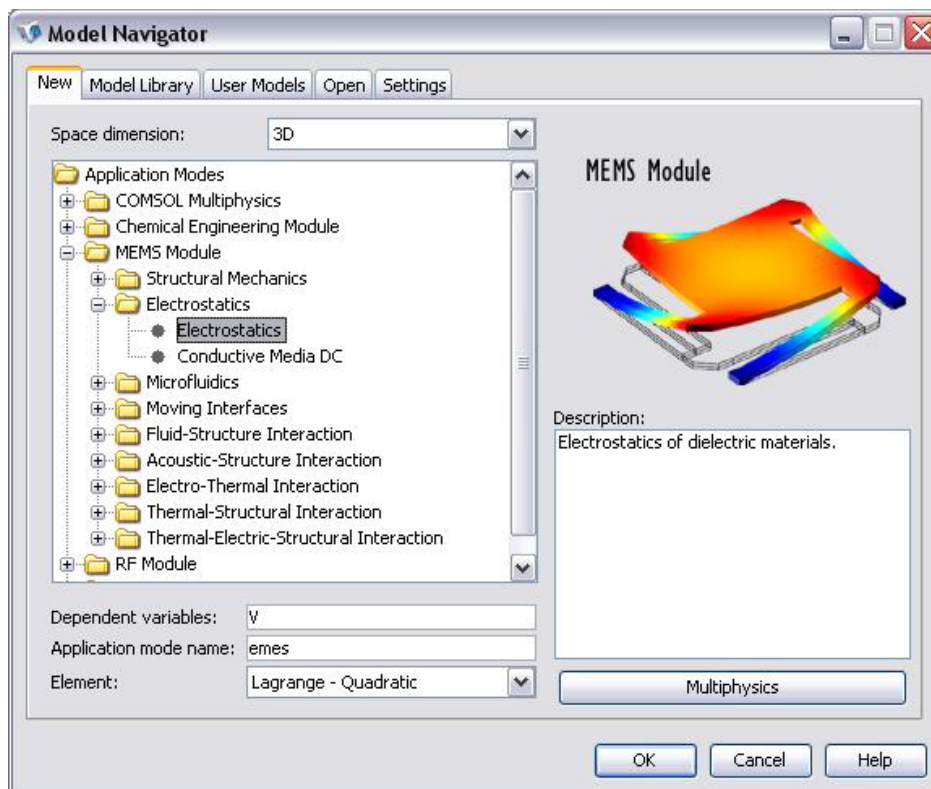 Model Navigator
New Model Library User Models Open Settings
Space dimension: 3D
Application Modes
COMSOL Multiphysics
Chemical Engineering Module
MEMS Module
Structural Mechanics
Electrostatics
Electrostatics
Conductive Media DC
Microfluidics
Moving Interfaces
Fluid-Structure Interaction
Acoustic-Structure Interaction
Electro-Thermal Interaction
Thermal-Structural Interaction
Thermal-Electric-Structural Interaction
RF Module
Dependent variables: V
Application mode name: emes
Element: Lagrange - Quadratic
MEMS Module
Description:
Electrostatics of dielectric materials.
Multiphysics
OK Cancel Help